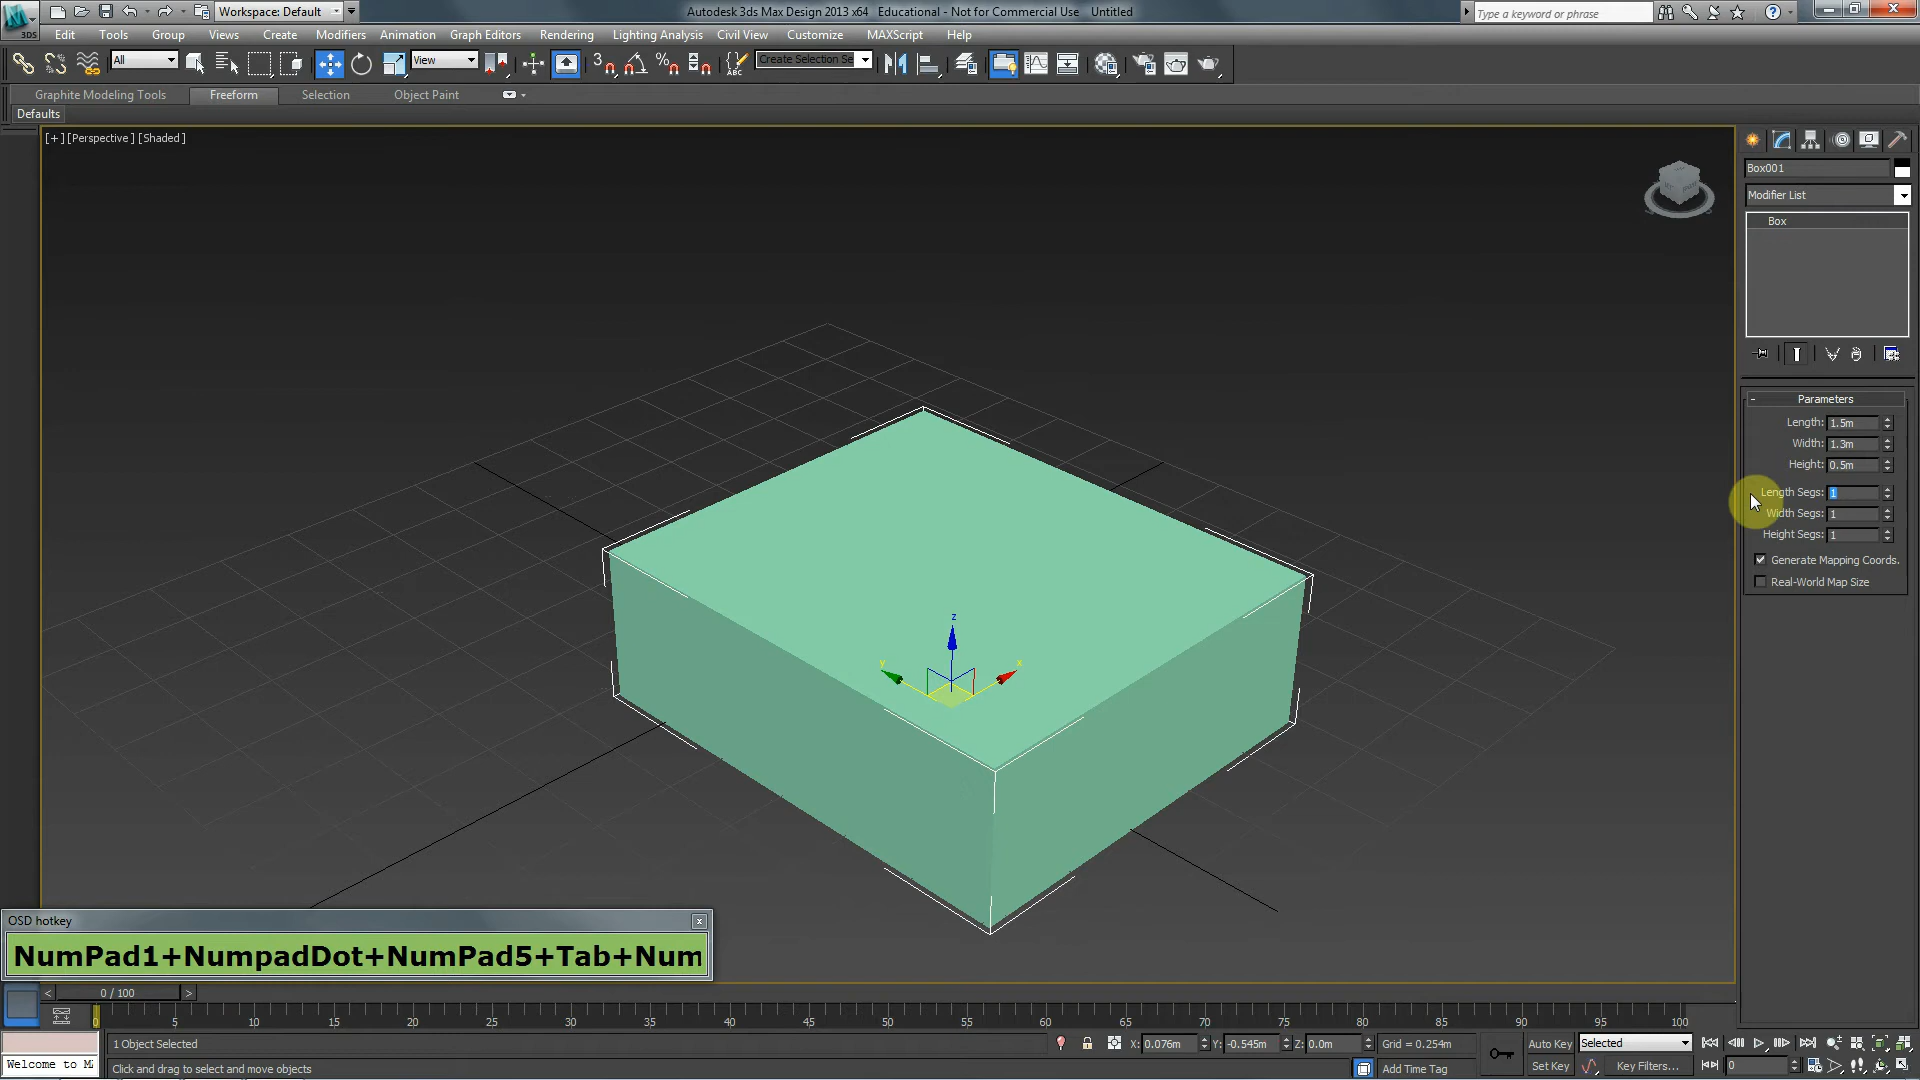 Workspace: Default
Autodesk 3ds Max Design 2013 x64 Educational - Not for Commercial Use Untitled
Type a keyword or phrase
3DS
Edit Tools Group Views Create Modifiers Animation Graph Editors Rendering Lighting Analysis Civil View Customize MAXScript Help
All View Create Selection Se
Graphite Modeling Tools Freeform Selection Object Paint
Defaults
[+] [Perspective] [Shaded]
Box001
Modifier List
Box
- Parameters
Length: 1.5m
Width: 1.3m
Height: 0.5m
Length Segs: 1
Width Segs: 1
Height Segs: 1
Generate Mapping Coords.
Real-World Map Size
z
y
x
OSD hotkey
NumPad1+NumpadDot+NumPad5+Tab+Num
< 0 / 100 >
0 5 10 15 20 25 30 35 40 45 50 55 60 65 70 75 80 85 90 95 100
1 Object Selected X: 0.076m Y: -0.545m Z: 0.0m Grid = 0.254m Auto Key Selected
Welcome to M Click and drag to select and move objects Add Time Tag Set Key Key Filters... 0